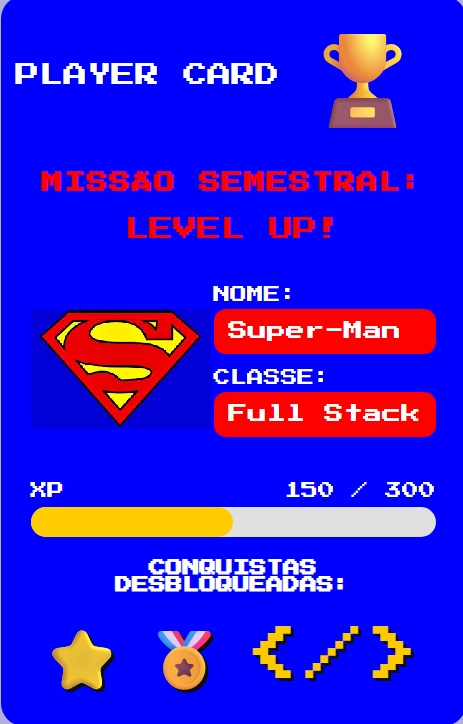 PLAYER CARD
MISSÃO SEMESTRAL:
LEVEL UP!
NOME:
Super-Man
CLASSE:
Full Stack
XP 150 / 300
CONQUISTAS
DESBLOQUEADAS:
</>